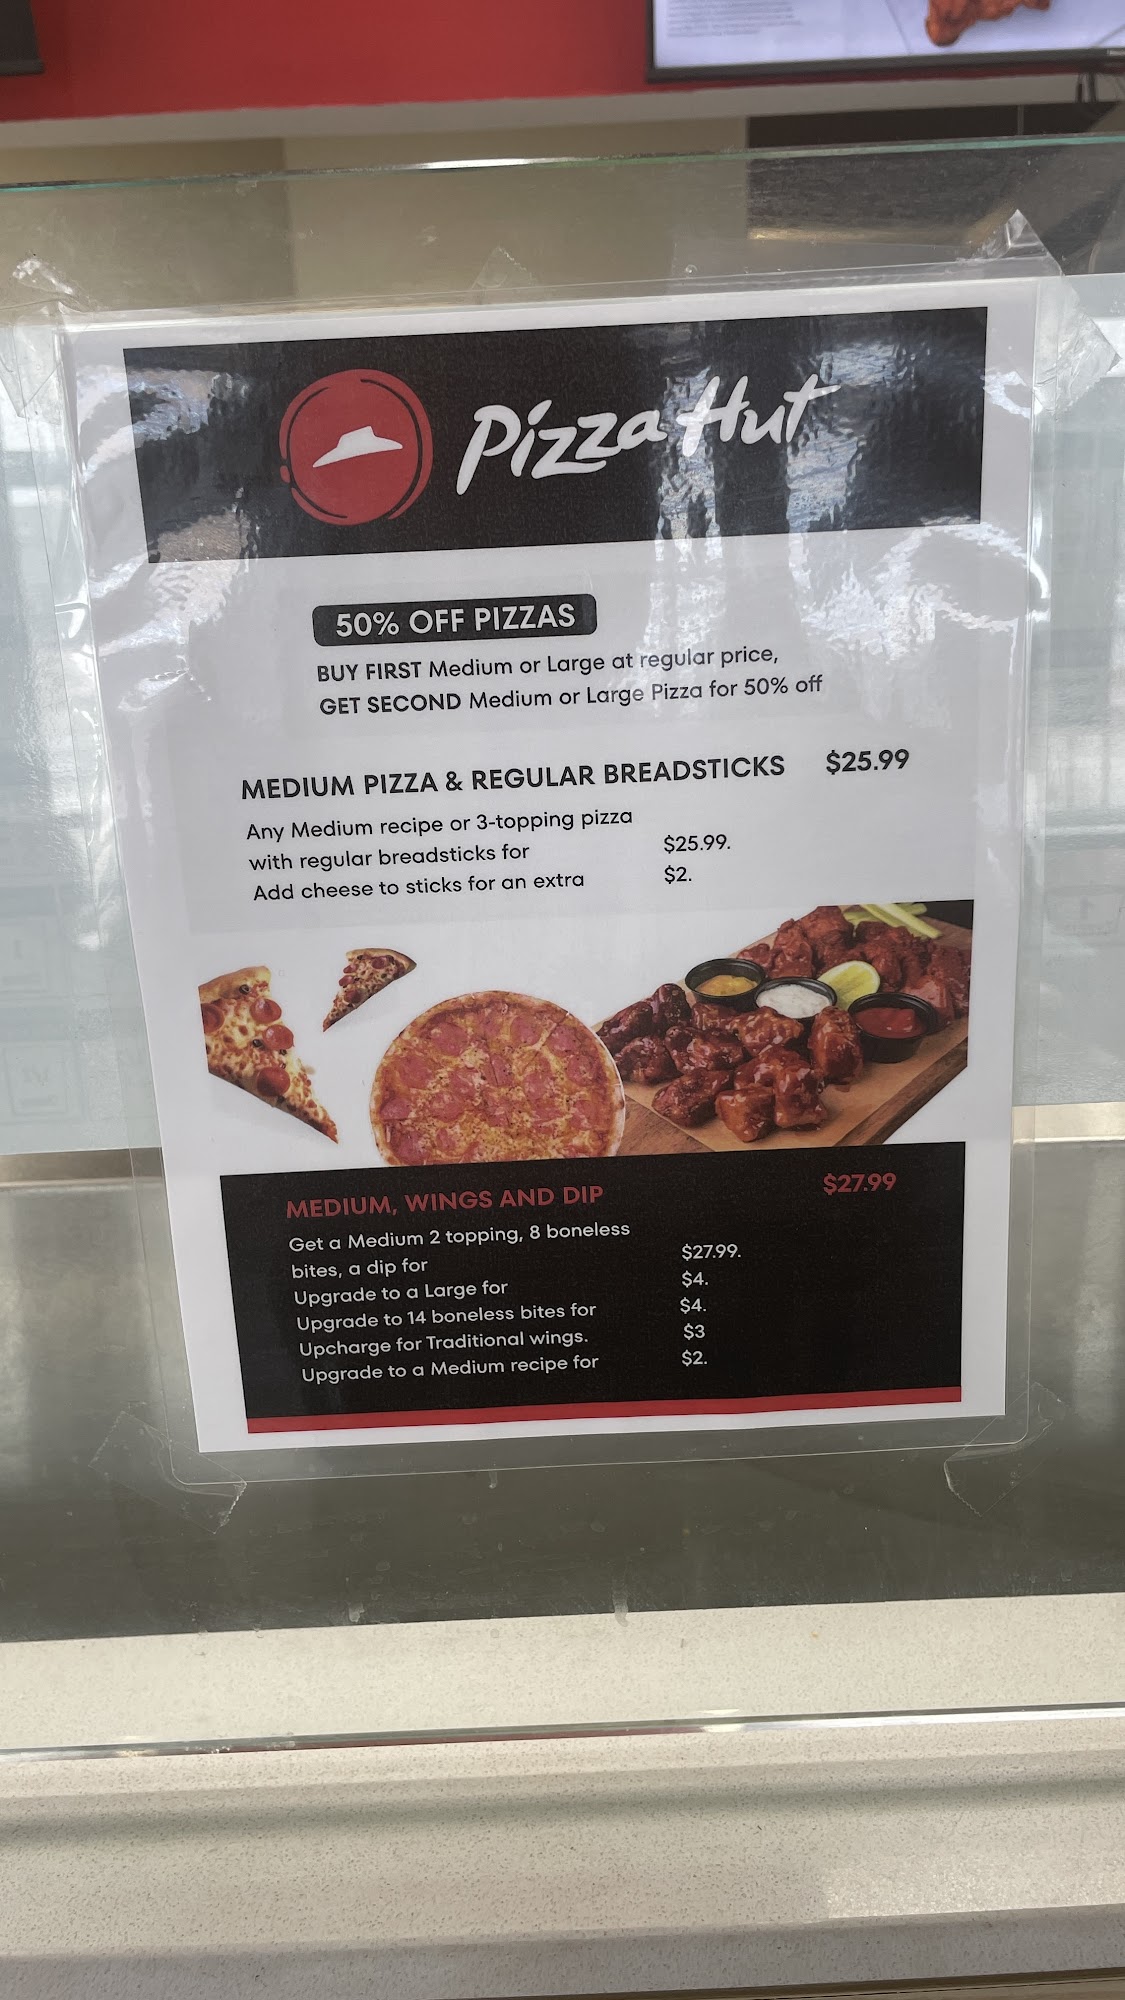 Pizza Hut
50% OFF PIZZAS
BUY FIRST Medium or Large at regular price,
GET SECOND Medium or Large Pizza for 50% off
MEDIUM PIZZA & REGULAR BREADSTICKS $25.99
Any Medium recipe or 3-topping pizza
with regular breadsticks for $25.99.
Add cheese to sticks for an extra $2.
MEDIUM, WINGS AND DIP $27.99
Get a Medium 2 topping, 8 boneless
bites, a dip for $27.99.
Upgrade to a Large for $4.
Upgrade to 14 boneless bites for $4.
Upcharge for Traditional wings. $3
Upgrade to a Medium recipe for $2.